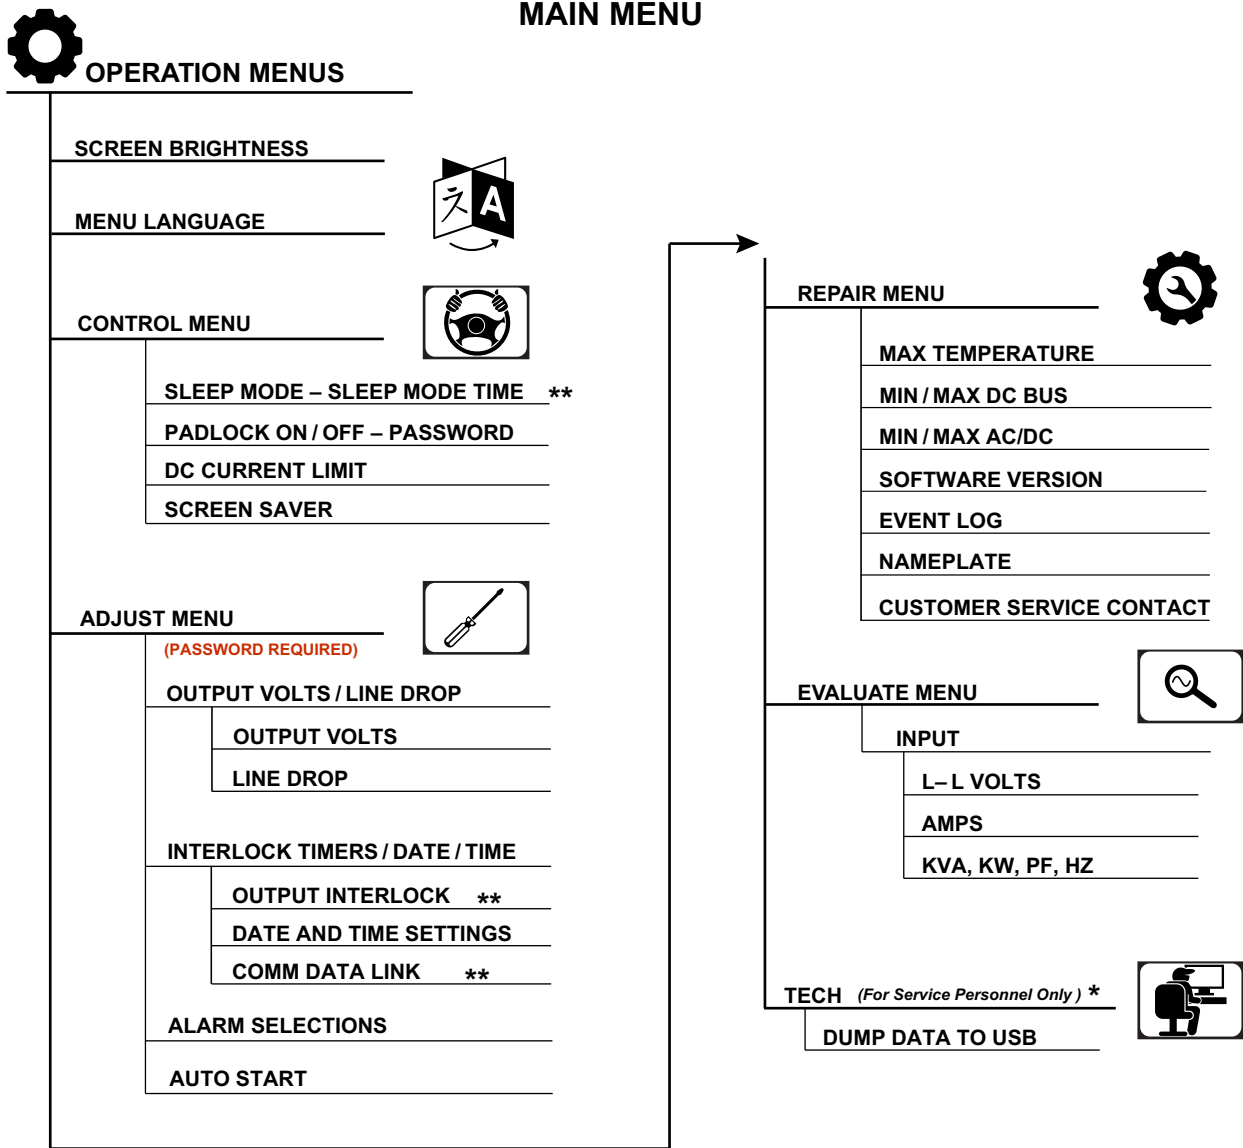 MAIN MENU
OPERATION MENUS
SCREEN BRIGHTNESS
MENU LANGUAGE
文 A
CONTROL MENU
SLEEP MODE – SLEEP MODE TIME **
PADLOCK ON / OFF – PASSWORD
DC CURRENT LIMIT
SCREEN SAVER
ADJUST MENU
(PASSWORD REQUIRED)
OUTPUT VOLTS / LINE DROP
OUTPUT VOLTS
LINE DROP
INTERLOCK TIMERS / DATE / TIME
OUTPUT INTERLOCK **
DATE AND TIME SETTINGS
COMM DATA LINK **
ALARM SELECTIONS
AUTO START
REPAIR MENU
MAX TEMPERATURE
MIN / MAX DC BUS
MIN / MAX AC/DC
SOFTWARE VERSION
EVENT LOG
NAMEPLATE
CUSTOMER SERVICE CONTACT
EVALUATE MENU
INPUT
L– L VOLTS
AMPS
KVA, KW, PF, HZ
TECH (For Service Personnel Only ) *
DUMP DATA TO USB